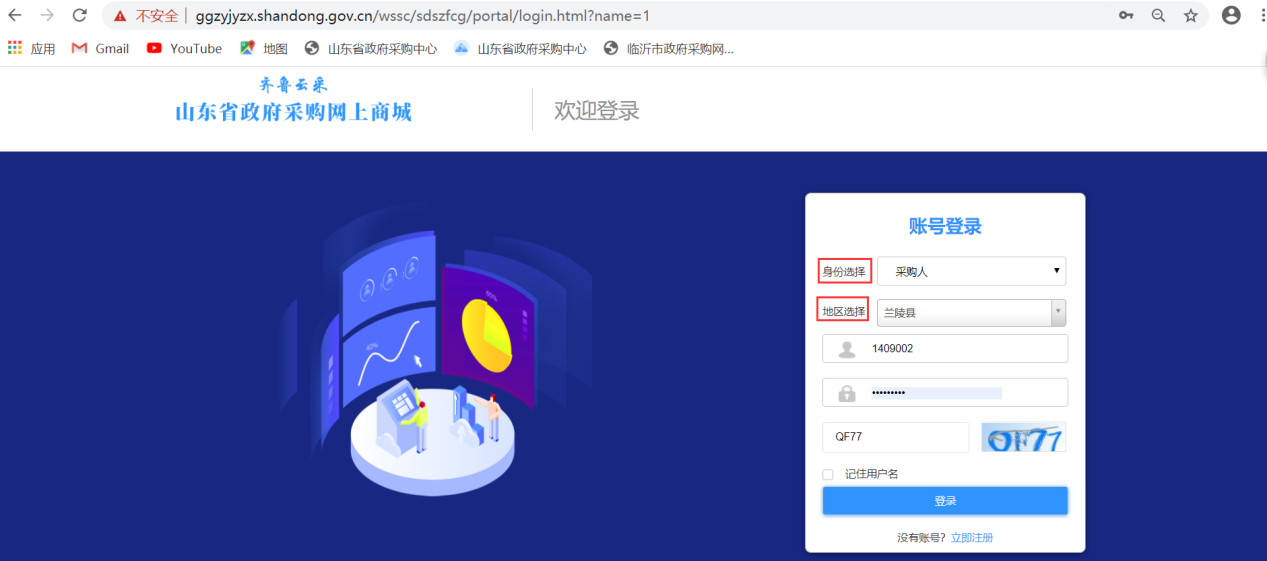 不安全 ggzyjyzx.shandong.gov.cn/wssc/sdszfcg/portal/login.html?name=1
应用 Gmail YouTube 地图 山东省政府采购中心 山东省政府采购中心 临沂市政府采购网...
齐鲁云采
山东省政府采购网上商城
欢迎登录
账号登录
身份选择 采购人
地区选择 兰陵县
1409002
•••••••••
QF77 QF77
记住用户名
登录
没有账号? 立即注册
60%
40%